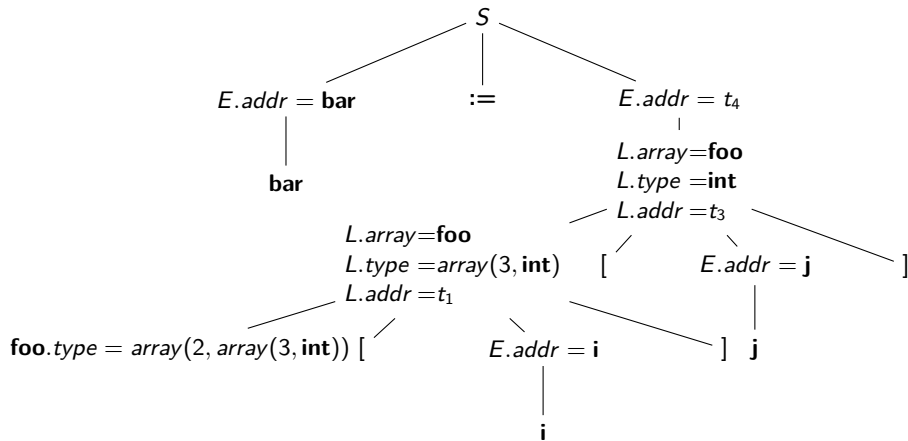 S
E.addr = bar := E.addr = t₄
L.array=foo
bar L.type =int
L.addr =t₃
L.array=foo
L.type =array(3, int) [ E.addr = j ]
L.addr =t₁
foo.type = array(2, array(3, int)) [ E.addr = i ] j
i